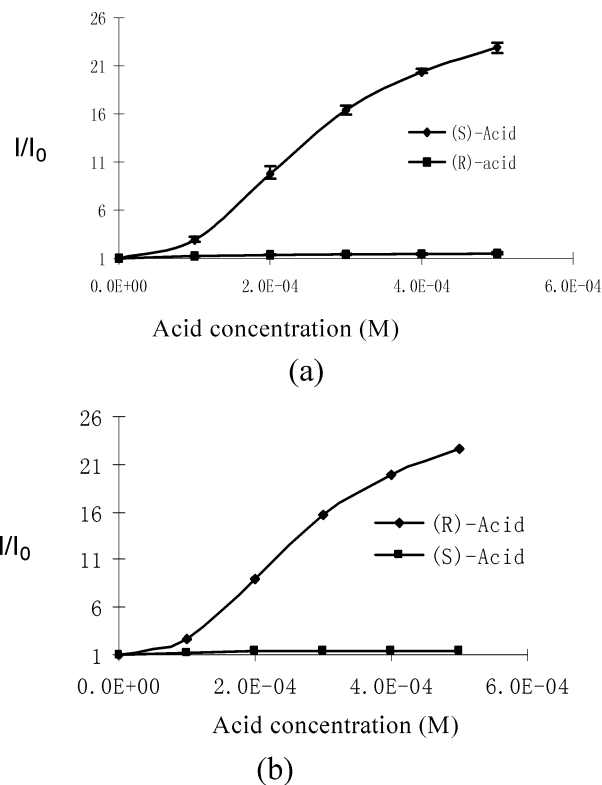 26
21
16
11
6
1
I/I0
(S)-Acid
(R)-acid
0.0E+00 2.0E-04 4.0E-04 6.0E-04
Acid concentration (M)
(a)
26
21
16
11
6
1
I/I0
(R)-Acid
(S)-Acid
0.0E+00 2.0E-04 4.0E-04 6.0E-04
Acid concentration (M)
(b)